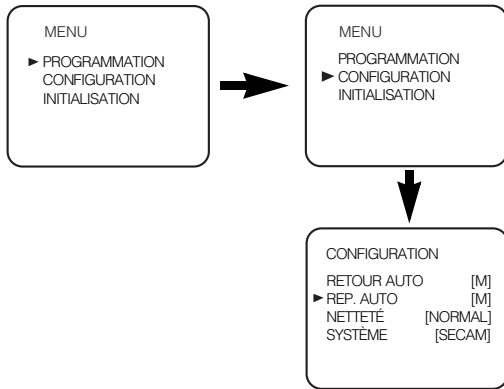 MENU
► PROGRAMMATION
CONFIGURATION
INITIALISATION
MENU
PROGRAMMATION
► CONFIGURATION
INITIALISATION
CONFIGURATION
RETOUR AUTO [M]
► REP. AUTO [M]
NETTETÉ [NORMAL]
SYSTÈME [SECAM]